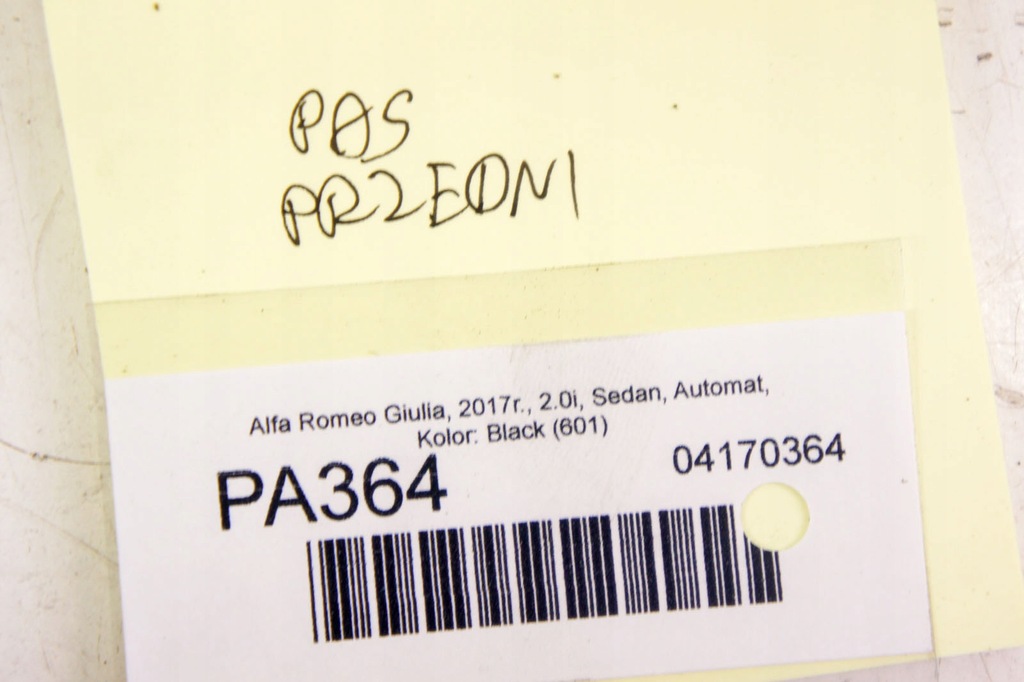 PAS
PRZEDNI
Alfa Romeo Giulia, 2017r., 2.0i, Sedan, Automat,
Kolor: Black (601)
PA364
04170364